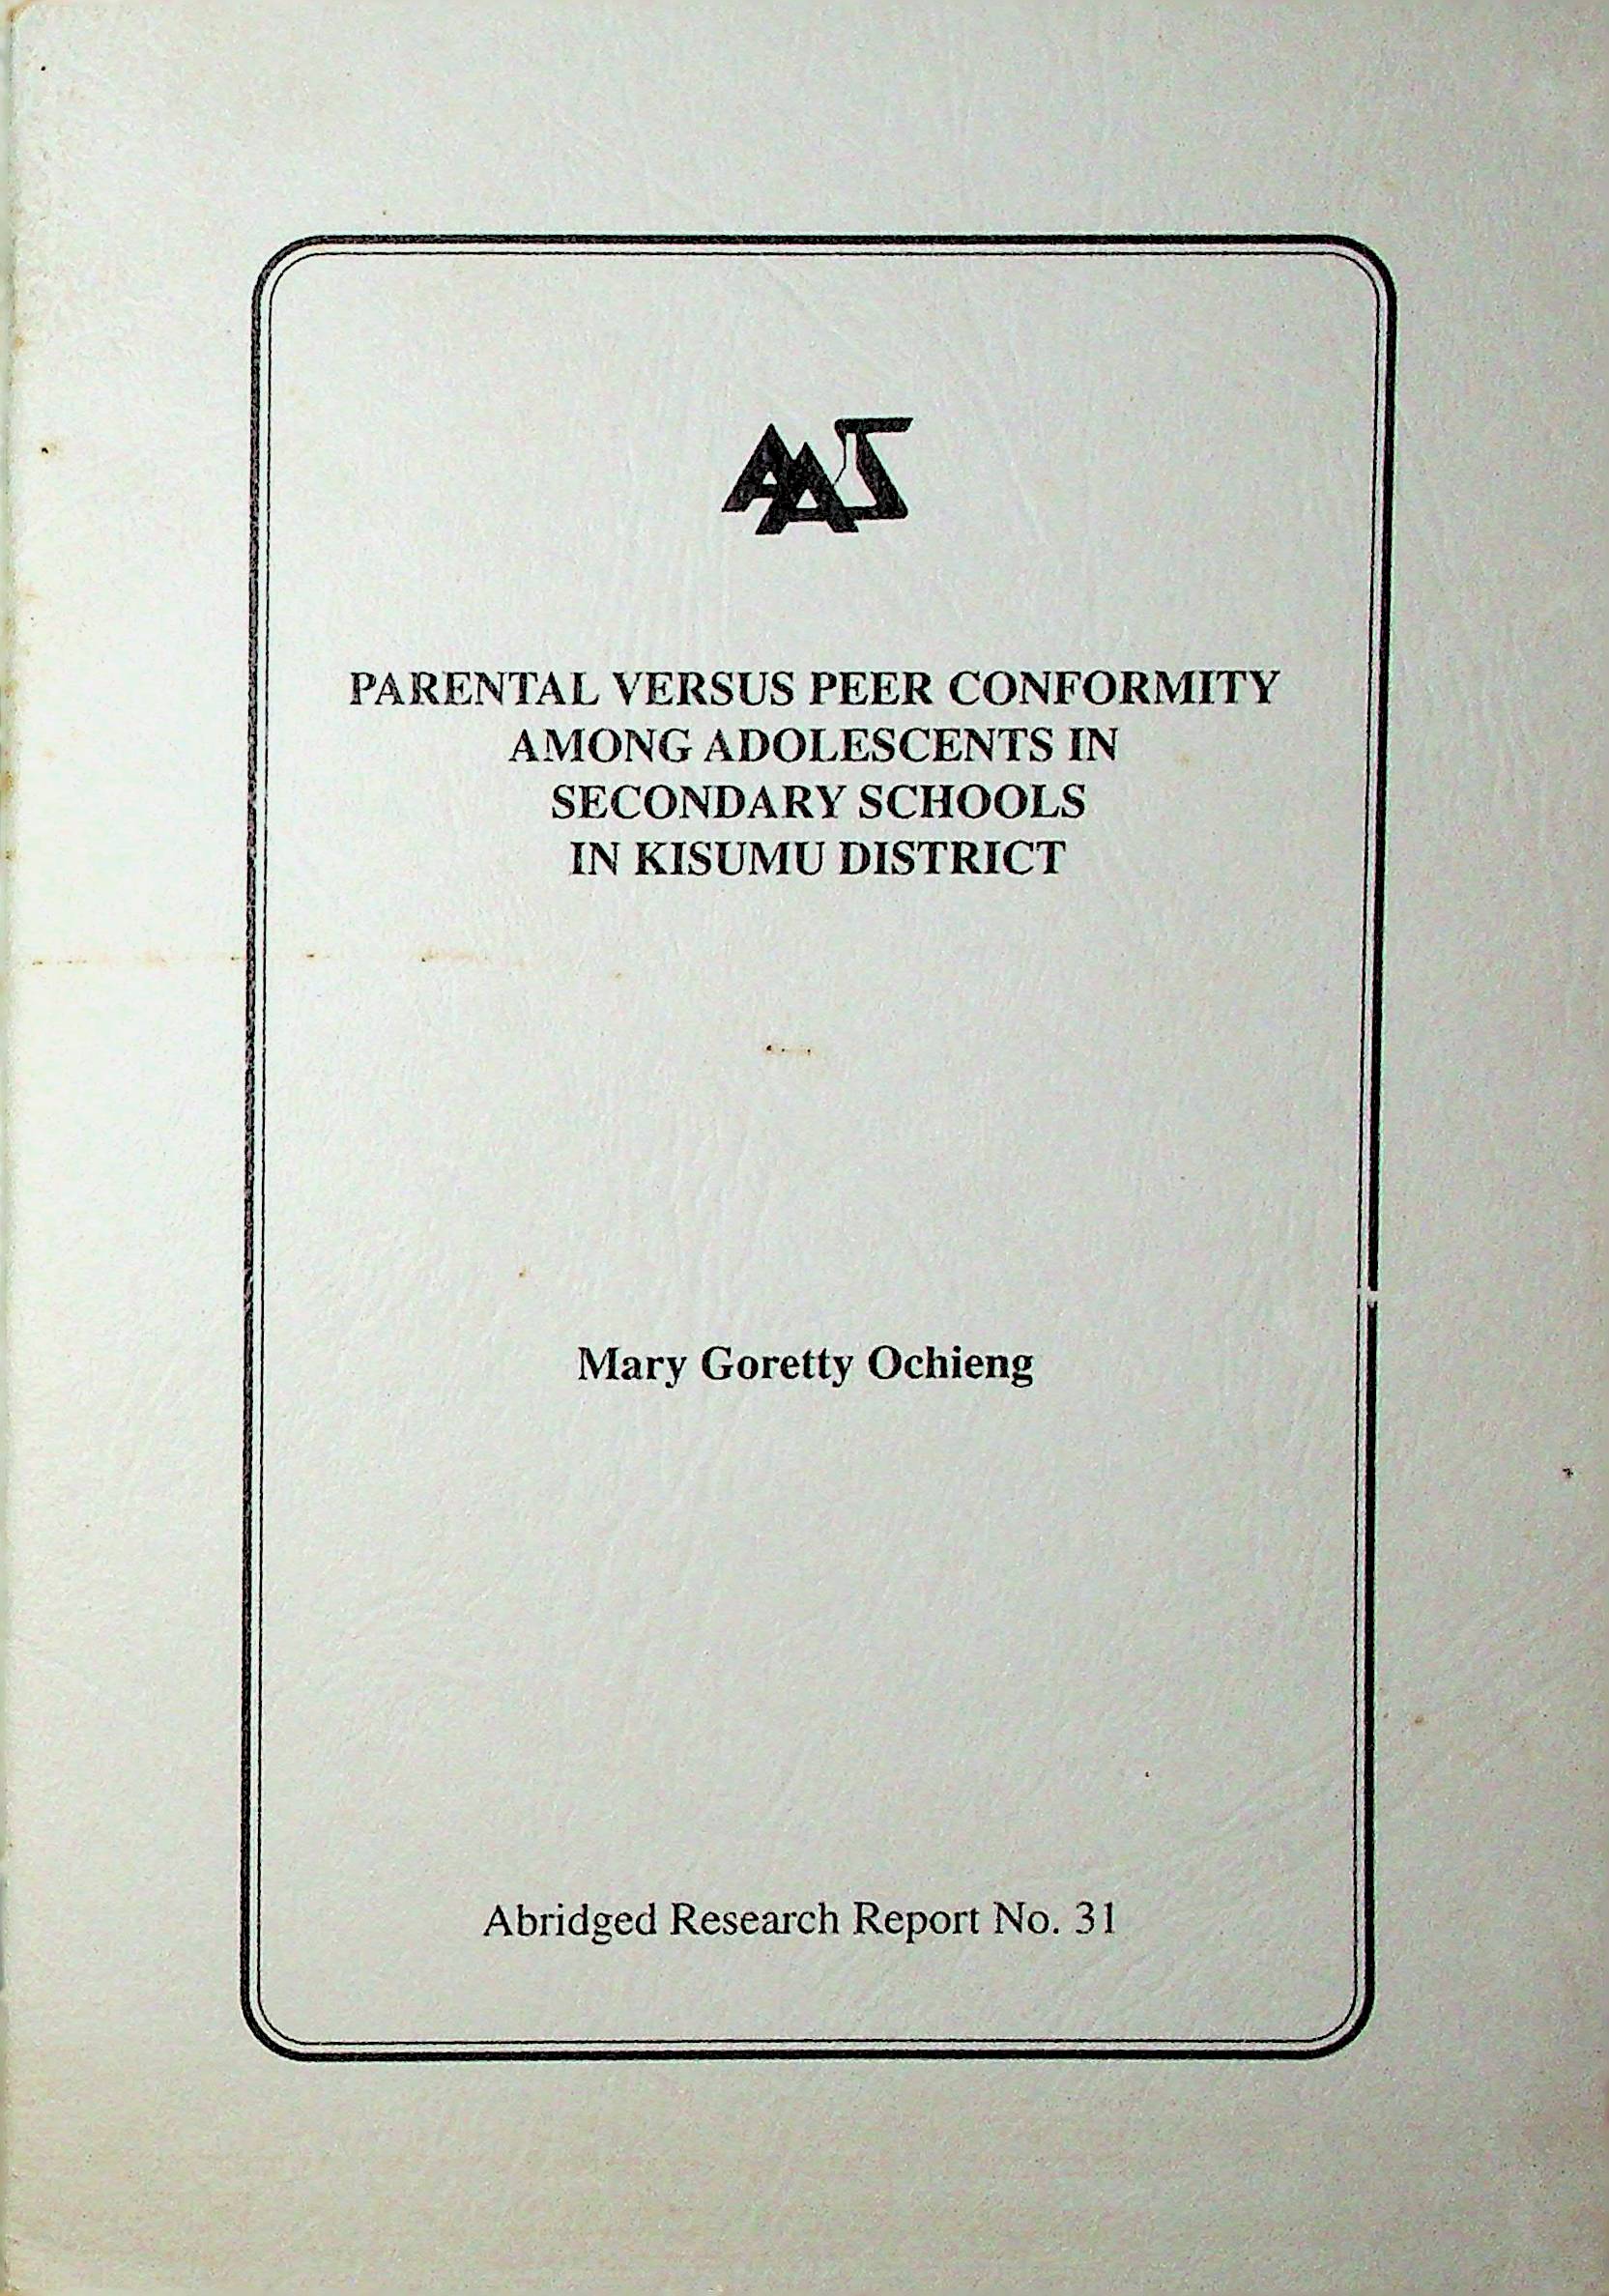 AAS
PARENTAL VERSUS PEER CONFORMITY
AMONG ADOLESCENTS IN
SECONDARY SCHOOLS
IN KISUMU DISTRICT
Mary Goretty Ochieng
Abridged Research Report No. 31